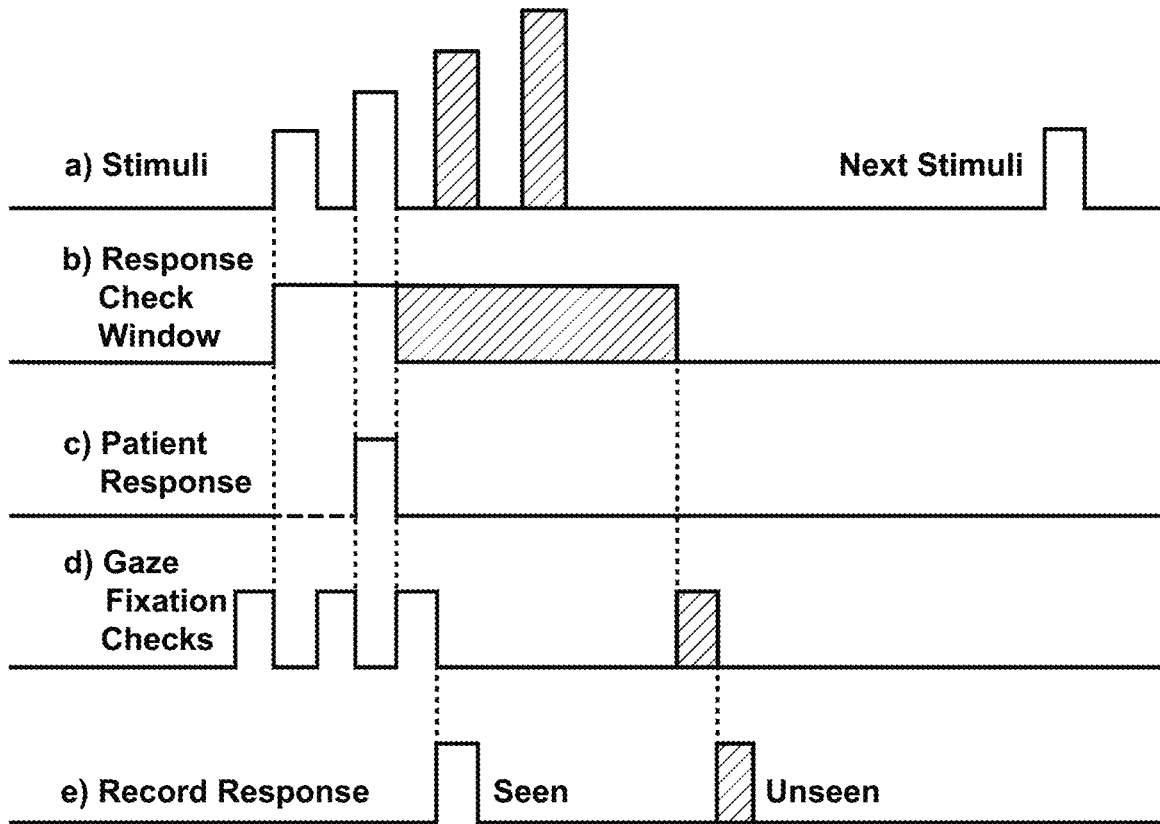 a) Stimuli
Next Stimuli
b) Response
Check
Window
c) Patient
Response
d) Gaze
Fixation
Checks
e) Record Response
Seen
Unseen